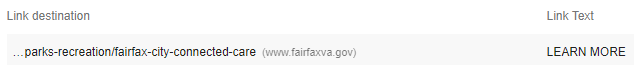 Link destination Link Text
…parks-recreation/fairfax-city-connected-care (www.fairfaxva.gov) LEARN MORE